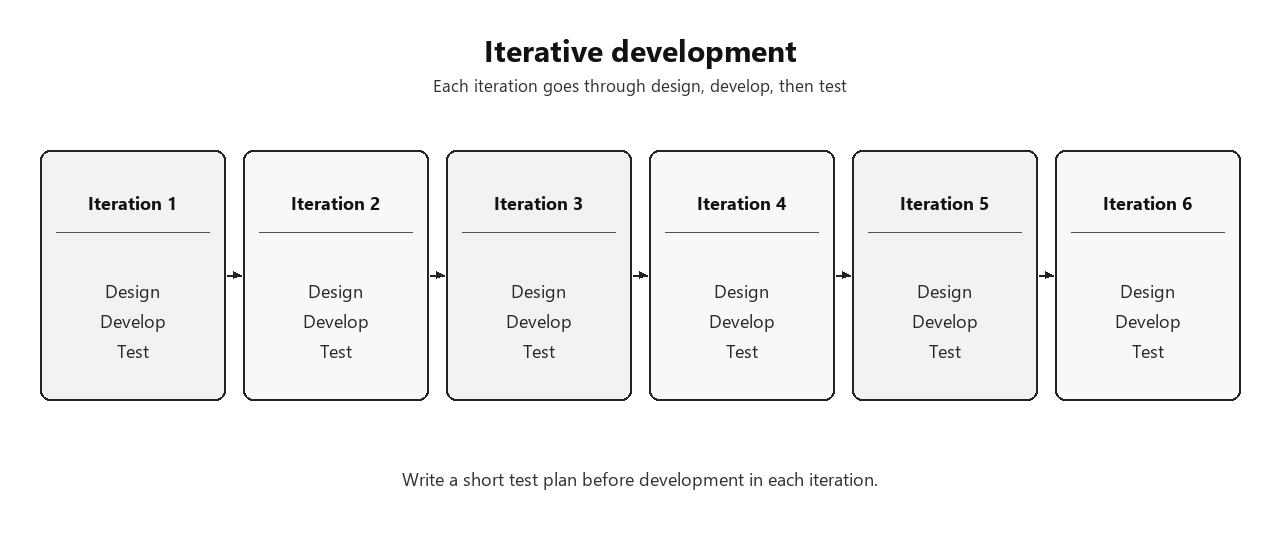 Iterative development
Each iteration goes through design, develop, then test
Iteration 1
Design
Develop
Test
Iteration 2
Design
Develop
Test
Iteration 3
Design
Develop
Test
Iteration 4
Design
Develop
Test
Iteration 5
Design
Develop
Test
Iteration 6
Design
Develop
Test
Write a short test plan before development in each iteration.